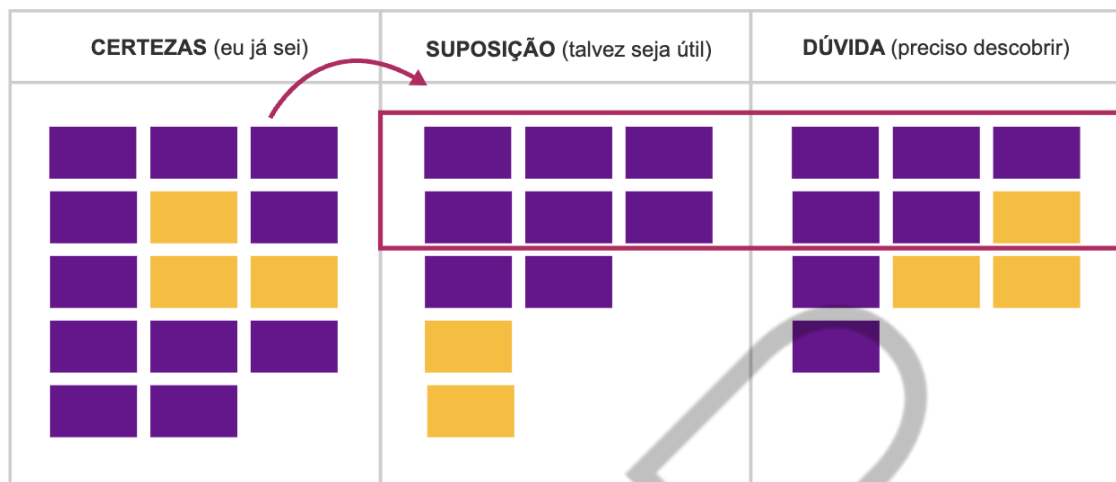 CERTEZAS (eu já sei)
SUPOSIÇÃO (talvez seja útil)
DÚVIDA (preciso descobrir)